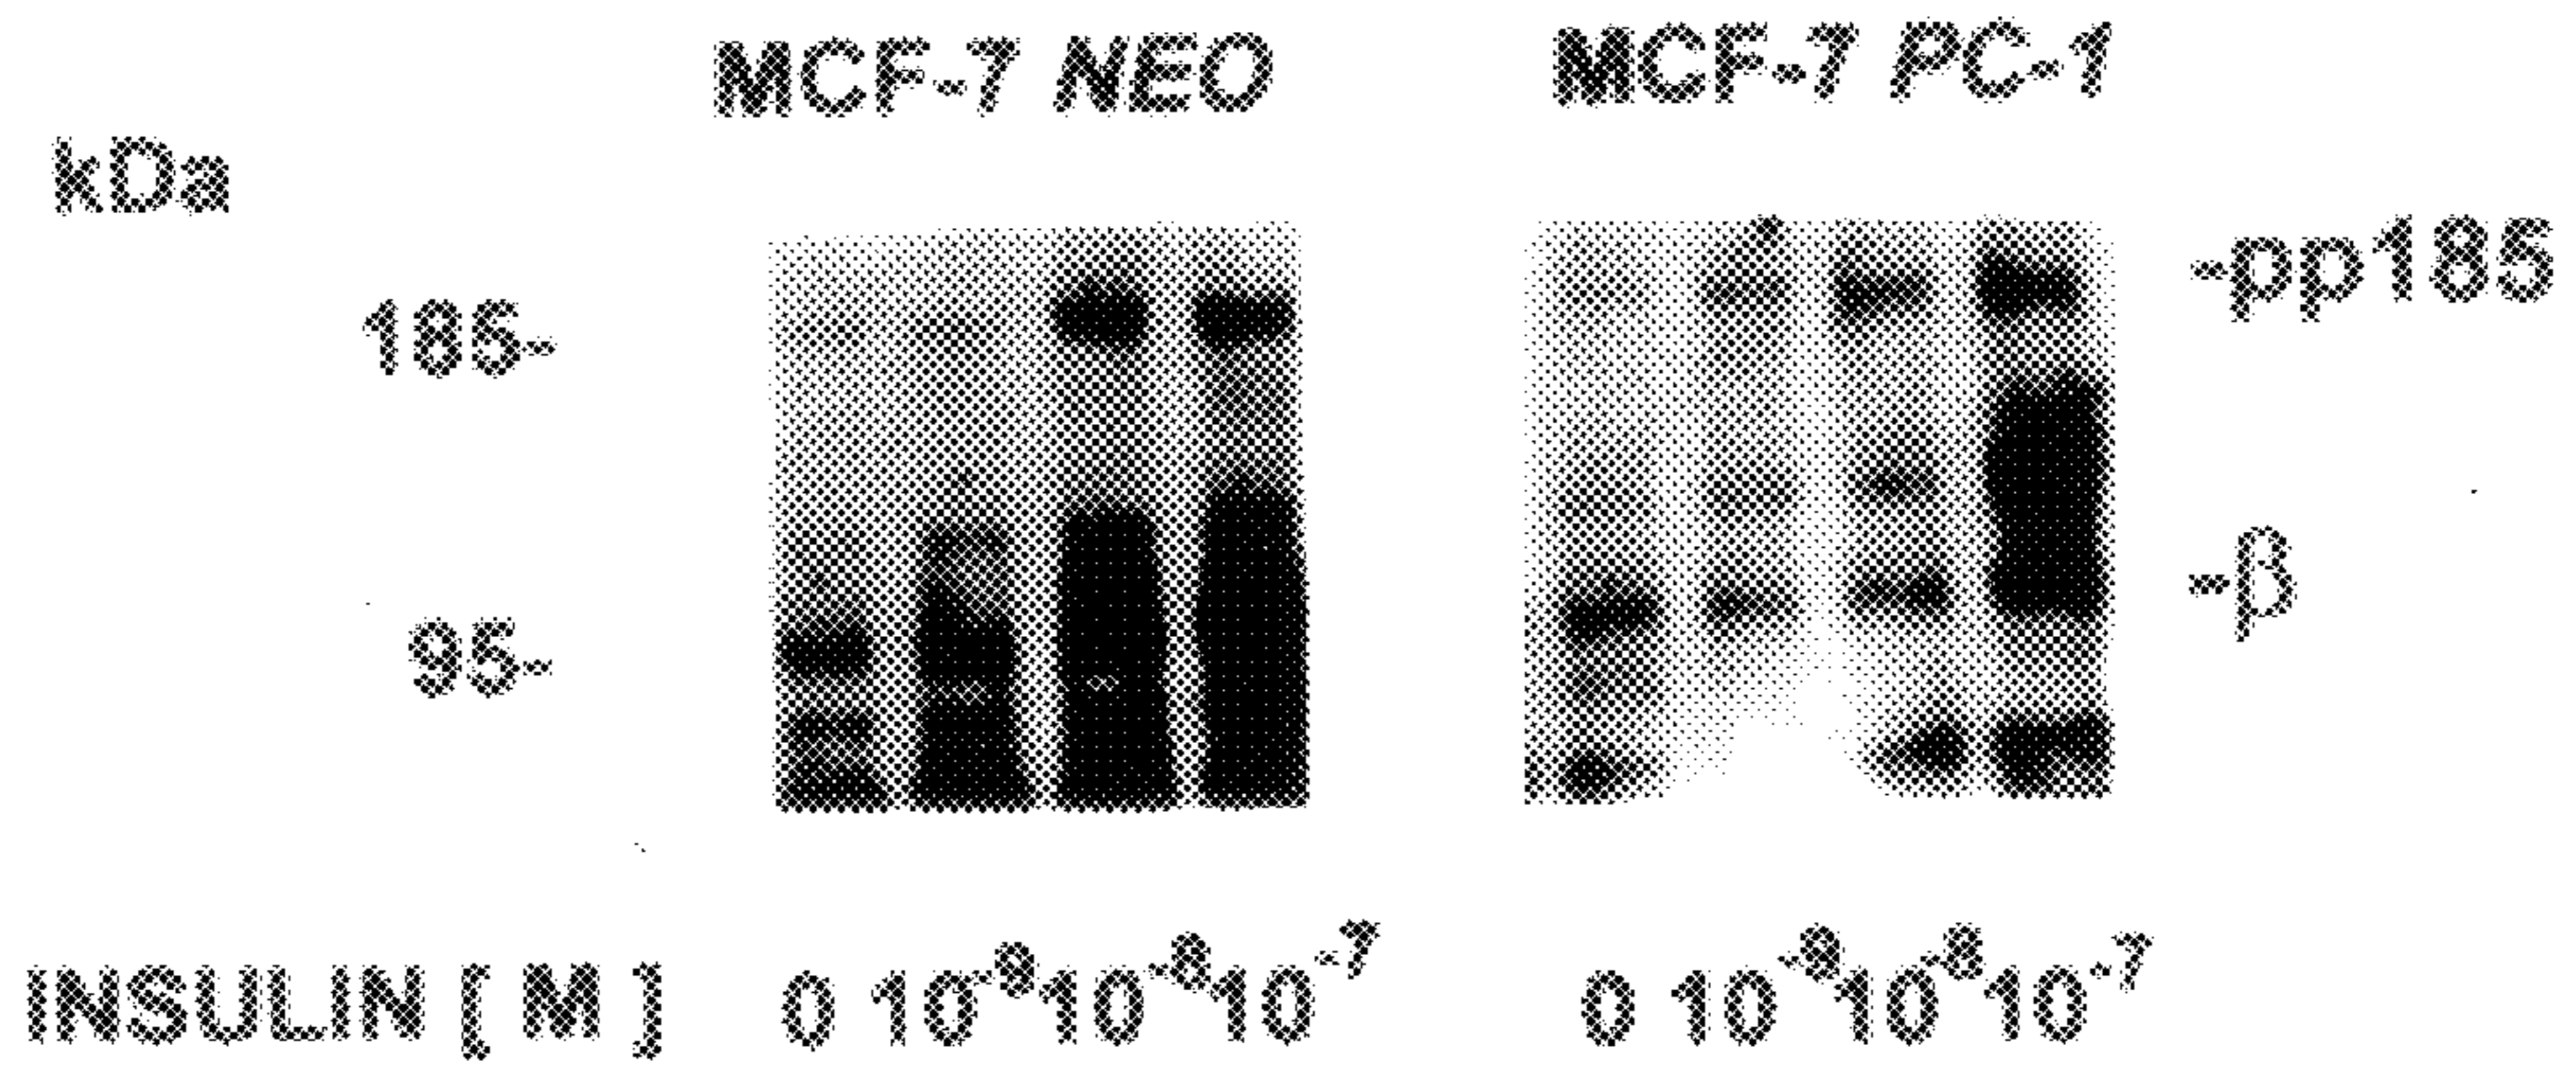 MCF-7 NEO MCF-7 PC-1
kDa
185- -pp185
95- -β
INSULIN [ M ] 0 10⁻⁹ 10⁻⁸ 10⁻⁷ 0 10⁻⁹ 10⁻⁸ 10⁻⁷